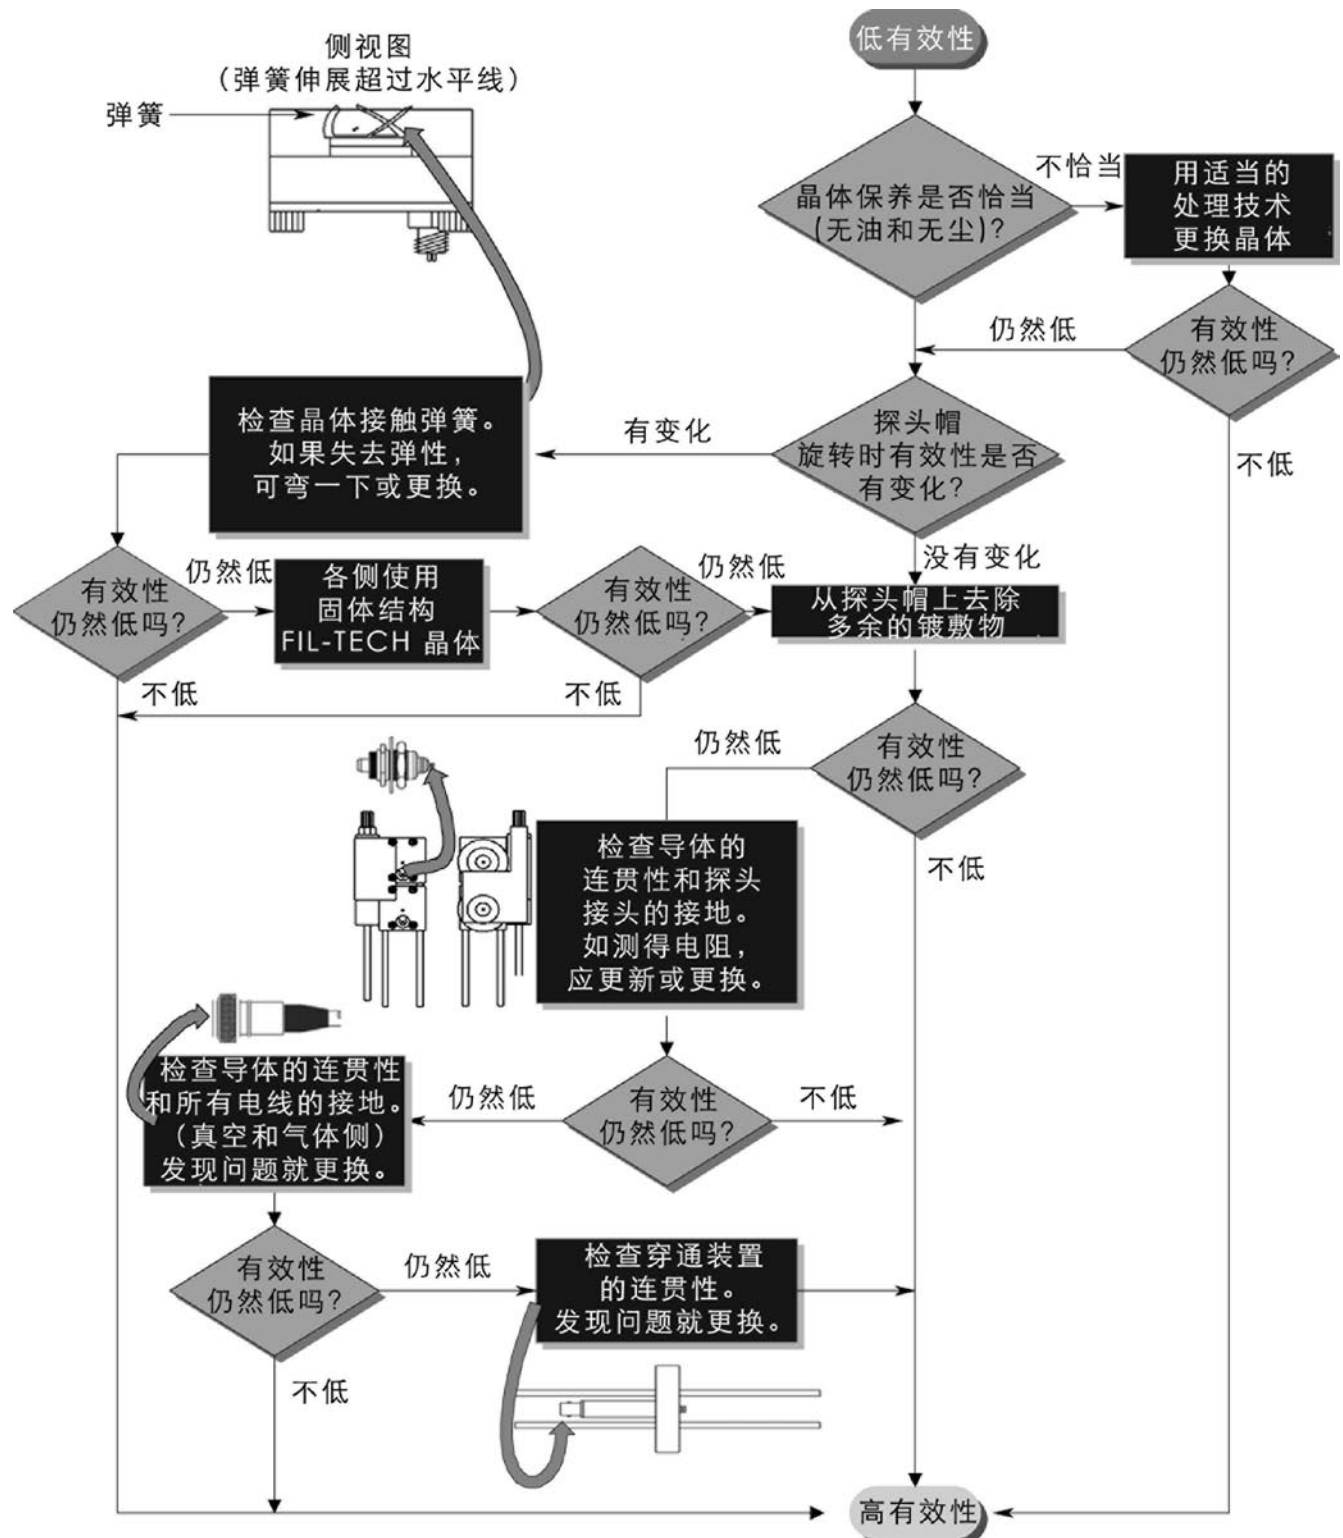 低有效性
侧视图
（弹簧伸展超过水平线）
弹簧
晶体保养是否恰当
(无油和无尘)?
不恰当
用适当的
处理技术
更换晶体
有效性
仍然低吗?
仍然低
不低
探头帽
旋转时有效性是否
有变化?
有变化
检查晶体接触弹簧。
如果失去弹性，
可弯一下或更换。
没有变化
有效性
仍然低吗?
仍然低
各侧使用
固体结构
FIL-TECH 晶体
有效性
仍然低吗?
仍然低
从探头帽上去除
多余的镀敷物
不低
不低
有效性
仍然低吗?
仍然低
不低
检查导体的
连贯性和探头
接头的接地。
如测得电阻，
应更新或更换。
有效性
仍然低吗?
仍然低
不低
检查导体的连贯性
和所有电线的接地。
（真空和气体侧）
发现问题就更换。
有效性
仍然低吗?
仍然低
检查穿通装置
的连贯性。
发现问题就更换。
不低
高有效性